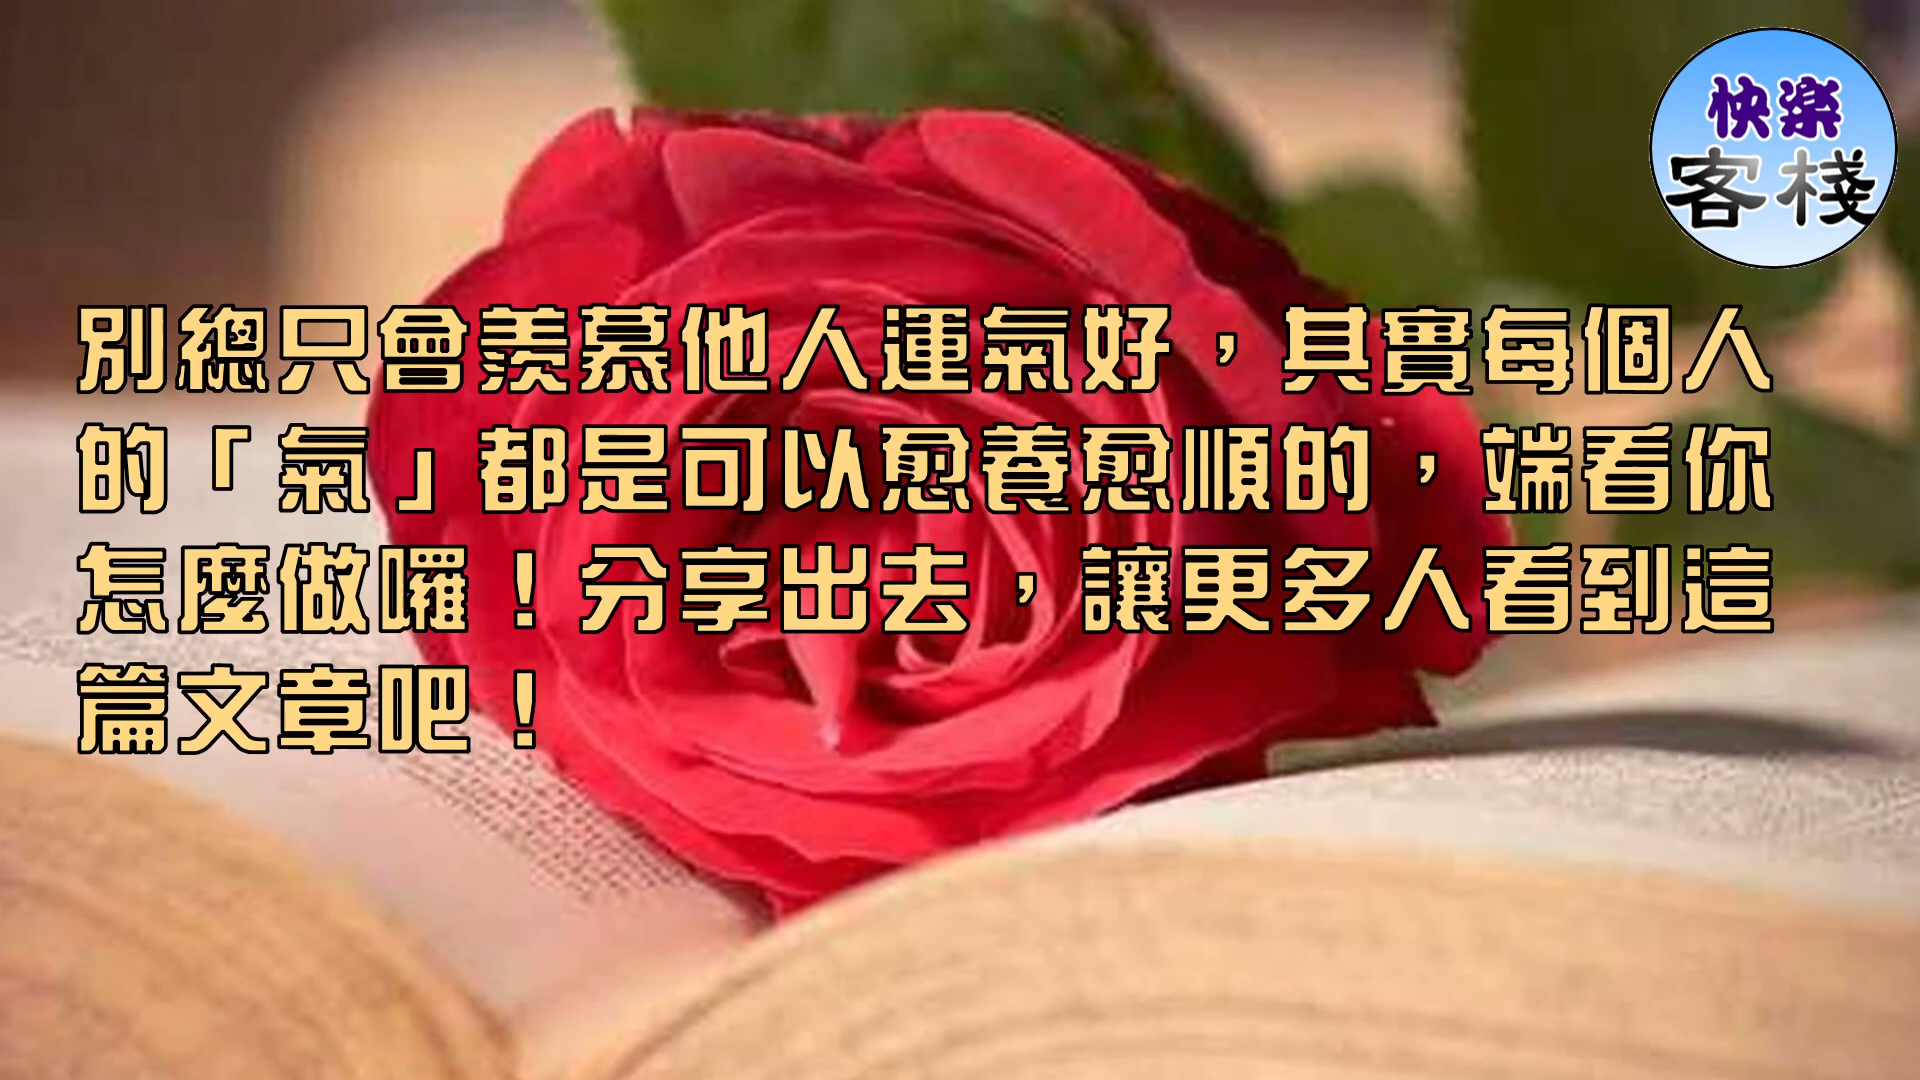 快樂
客棧
別總只會羨慕他人運氣好，其實每個人
的「氣」都是可以愈養愈順的，端看你
怎麼做囉！分享出去，讓更多人看到這
篇文章吧！